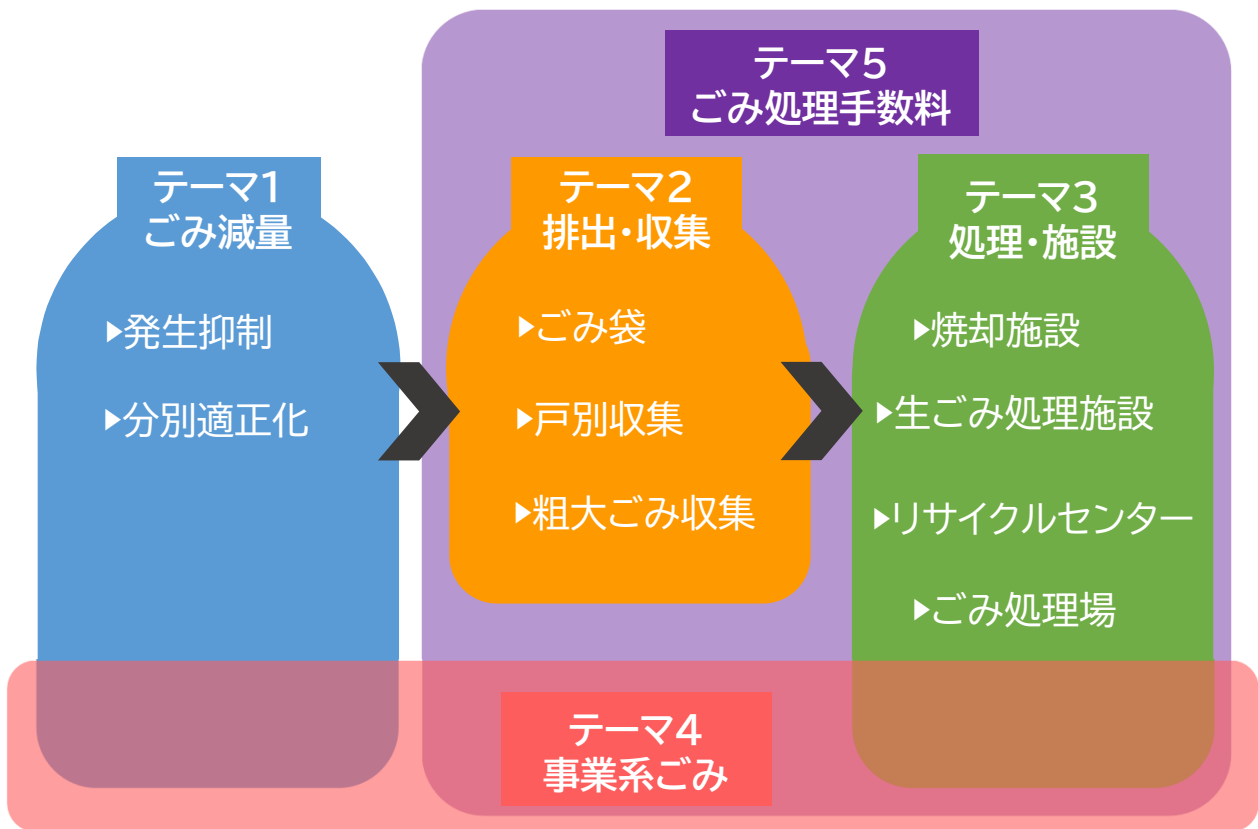 テーマ5
ごみ処理手数料
テーマ1
ごみ減量
▶発生抑制
▶分別適正化
テーマ2
排出・収集
▶ごみ袋
▶戸別収集
▶粗大ごみ収集
テーマ3
処理・施設
▶焼却施設
▶生ごみ処理施設
▶リサイクルセンター
▶ごみ処理場
テーマ4
事業系ごみ